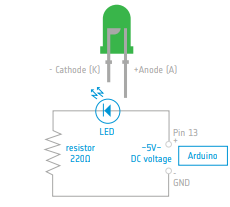 - Cathode (K)
+Anode (A)
LED
resistor
220Ω
~5V~
DC voltage
Pin 13
+
Arduino
-
GND